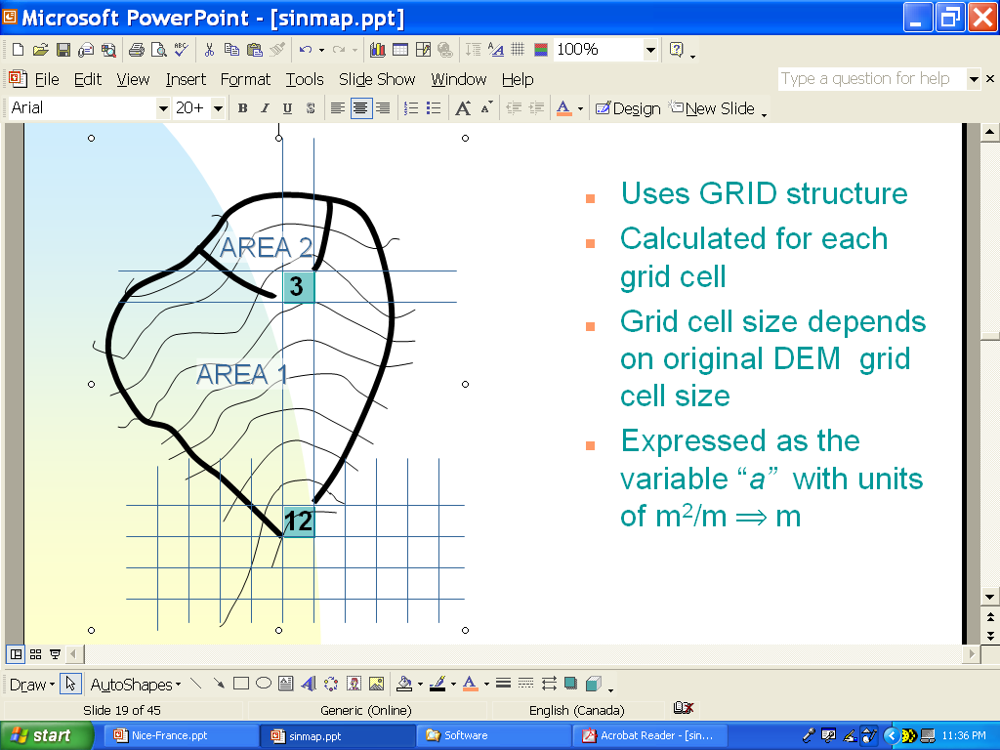 Microsoft PowerPoint - [sinmap.ppt]
100%
File Edit View Insert Format Tools Slide Show Window Help
Type a question for help
Arial 20+ B I U S A A A Design New Slide
Uses GRID structure
Calculated for each
grid cell
Grid cell size depends
on original DEM grid
cell size
Expressed as the
variable “a” with units
of m²/m ⇒ m
AREA 2
3
AREA 1
12
Draw AutoShapes A
Slide 19 of 45 Generic (Online) English (Canada)
start Nice-France.ppt sinmap.ppt Software Acrobat Reader - [sin... 11:36 PM